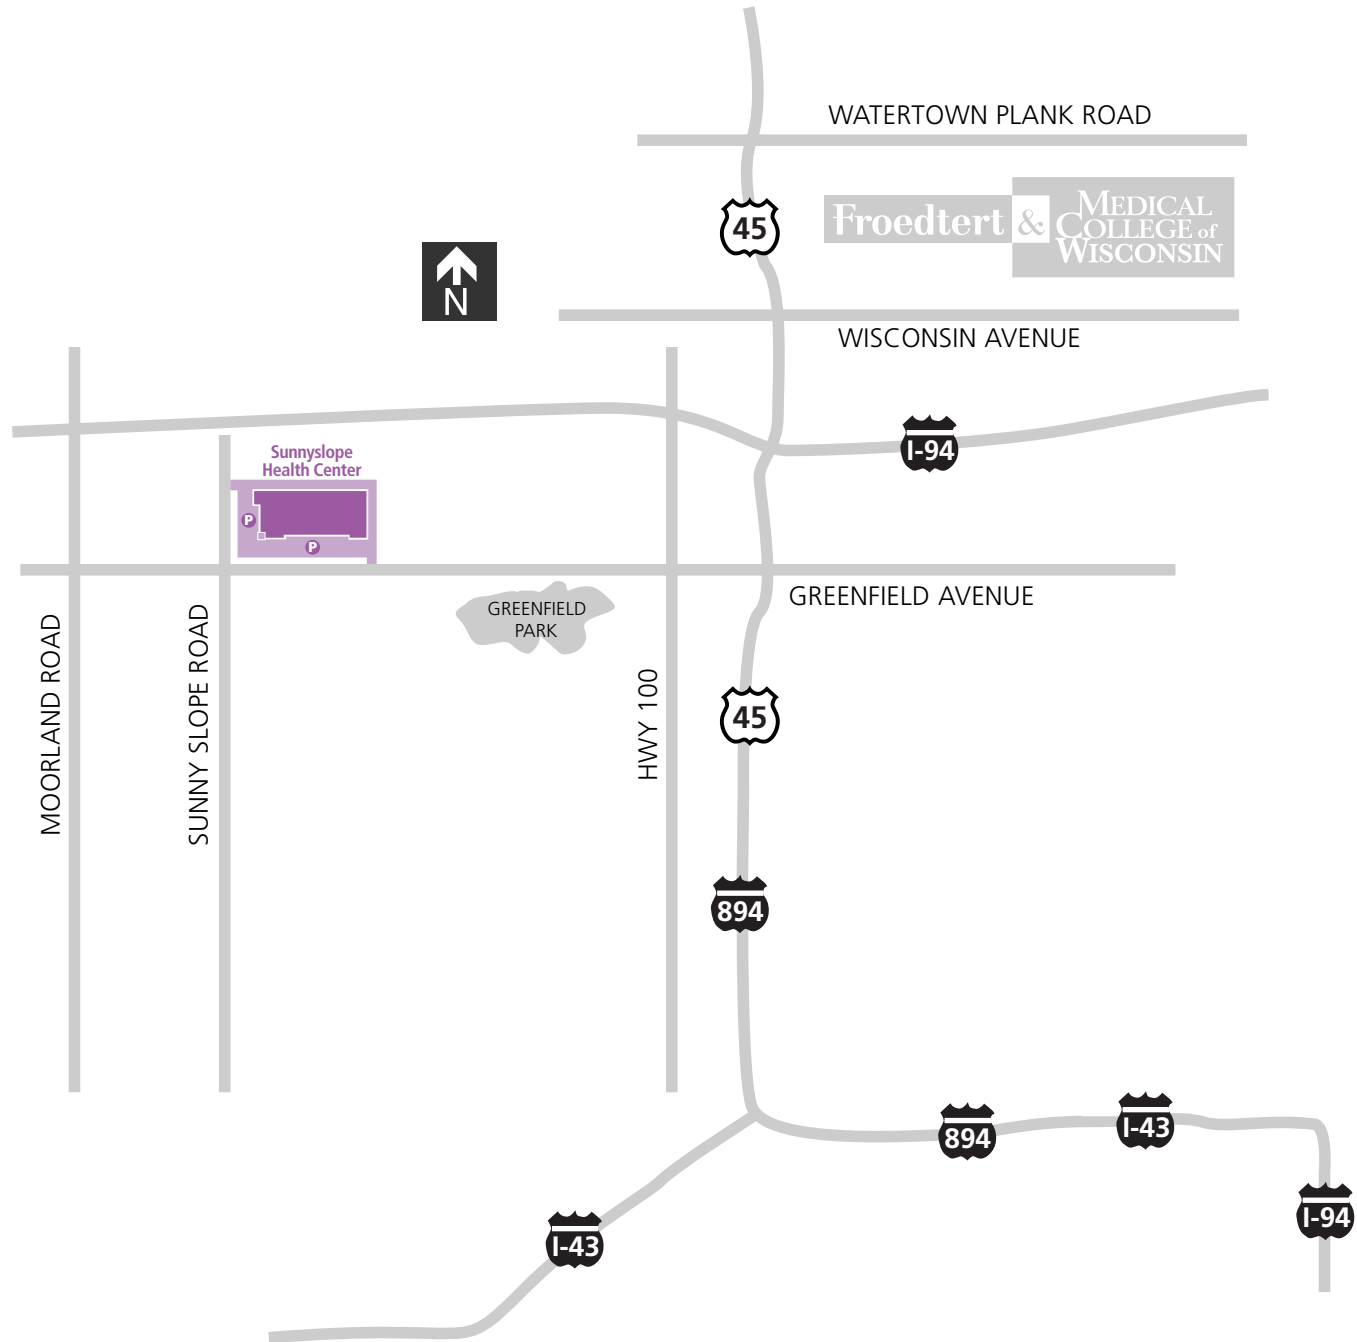 WATERTOWN PLANK ROAD
Froedtert & MEDICAL
COLLEGE of
WISCONSIN
45
N
WISCONSIN AVENUE
I-94
Sunnyslope
Health Center
P
P
GREENFIELD AVENUE
GREENFIELD
PARK
MOORLAND ROAD
SUNNY SLOPE ROAD
HWY 100
45
894
894
I-43
I-94
I-43